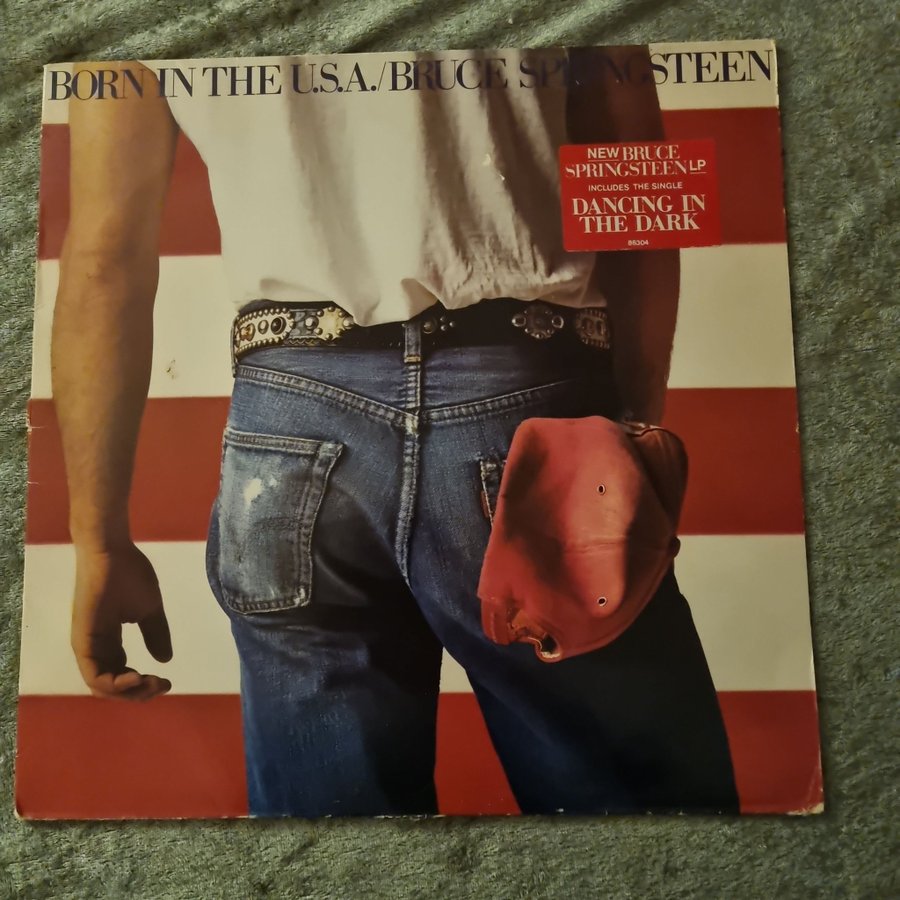 BORN IN THE U.S.A./BRUCE SPRINGSTEEN
NEW BRUCE
SPRINGSTEEN LP
INCLUDES THE SINGLE
DANCING IN
THE DARK
86304